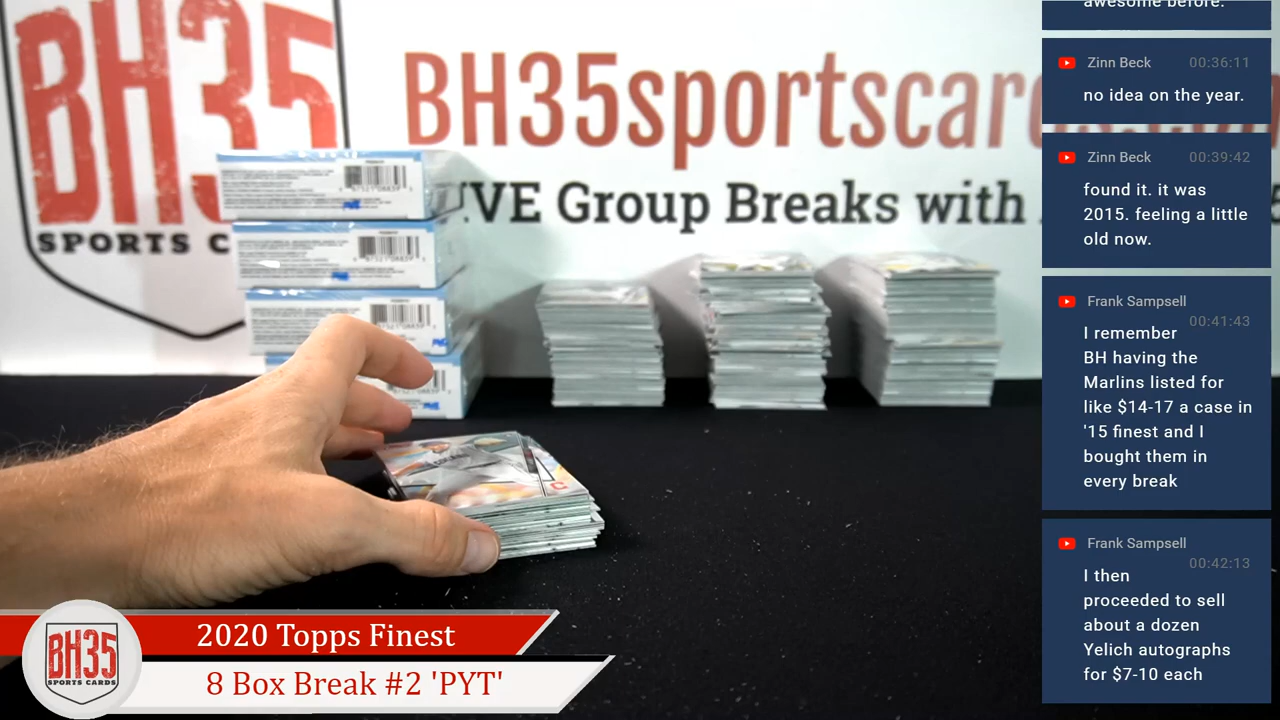 BH35
SPORTS C
BH35sportscar
VE Group Breaks with
awesome before.
Zinn Beck 00:36:11
no idea on the year.
Zinn Beck 00:39:42
found it. it was
2015. feeling a little
old now.
Frank Sampsell
00:41:43
I remember
BH having the
Marlins listed for
like $14-17 a case in
'15 finest and I
bought them in
every break
Frank Sampsell
00:42:13
I then
proceeded to sell
about a dozen
Yelich autographs
for $7-10 each
2020 Topps Finest
8 Box Break #2 'PYT'
BH35
SPORTS CARDS